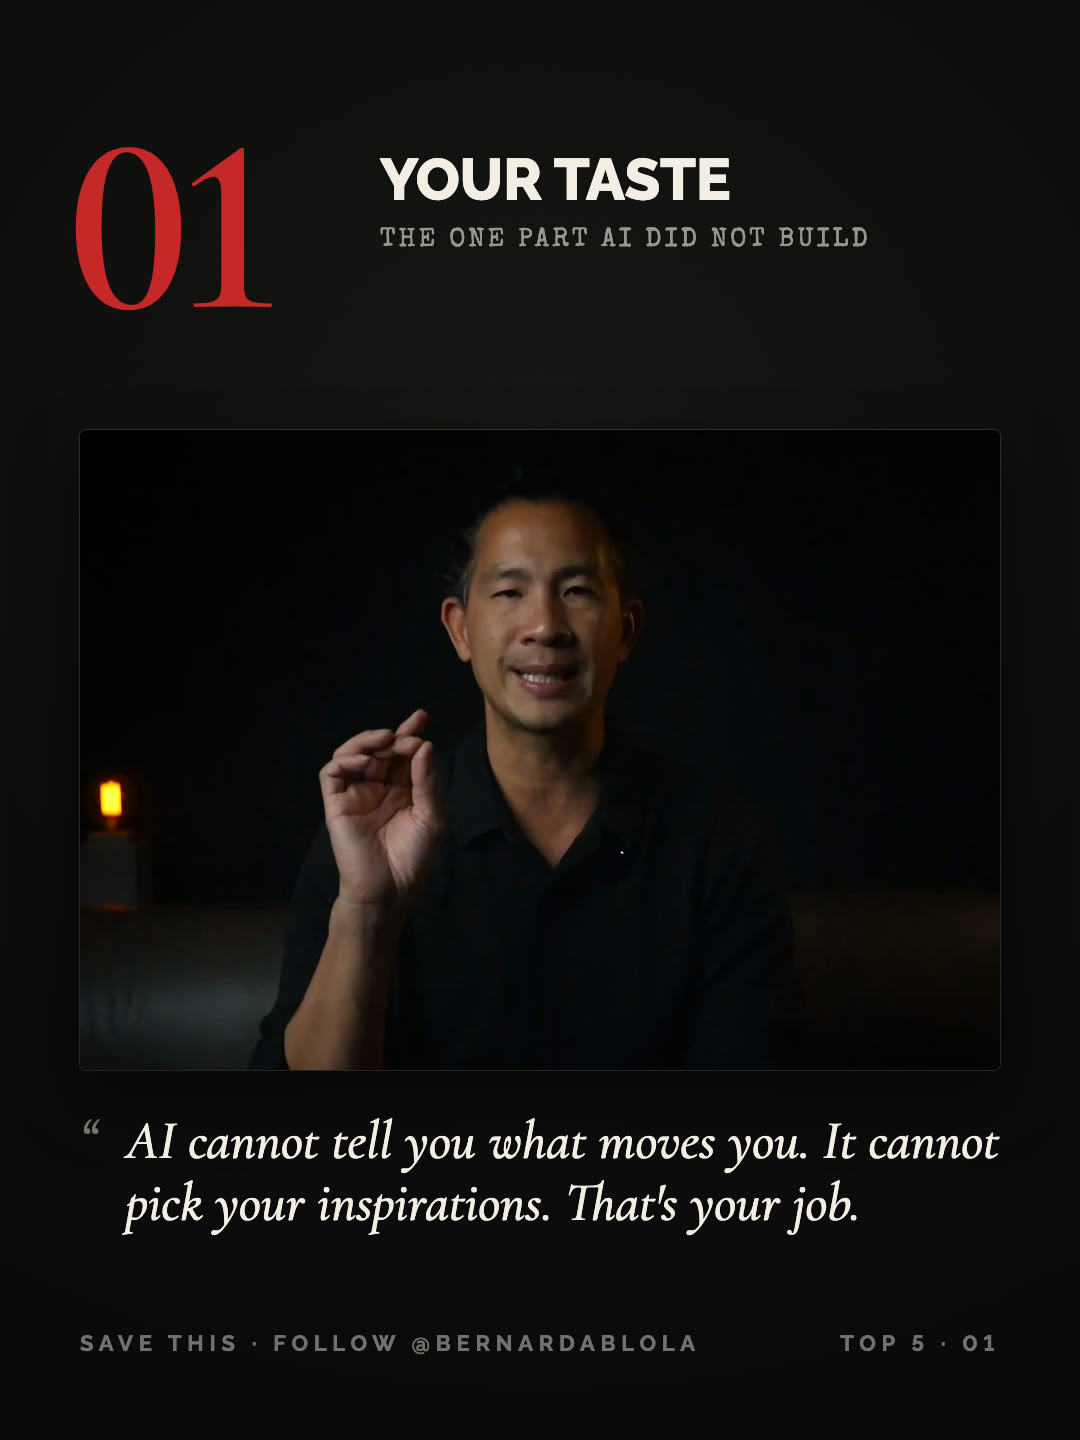 01
YOUR TASTE
THE ONE PART AI DID NOT BUILD
“ AI cannot tell you what moves you. It cannot
pick your inspirations. That's your job.
SAVE THIS · FOLLOW @BERNARDABLOLA
TOP 5 · 01